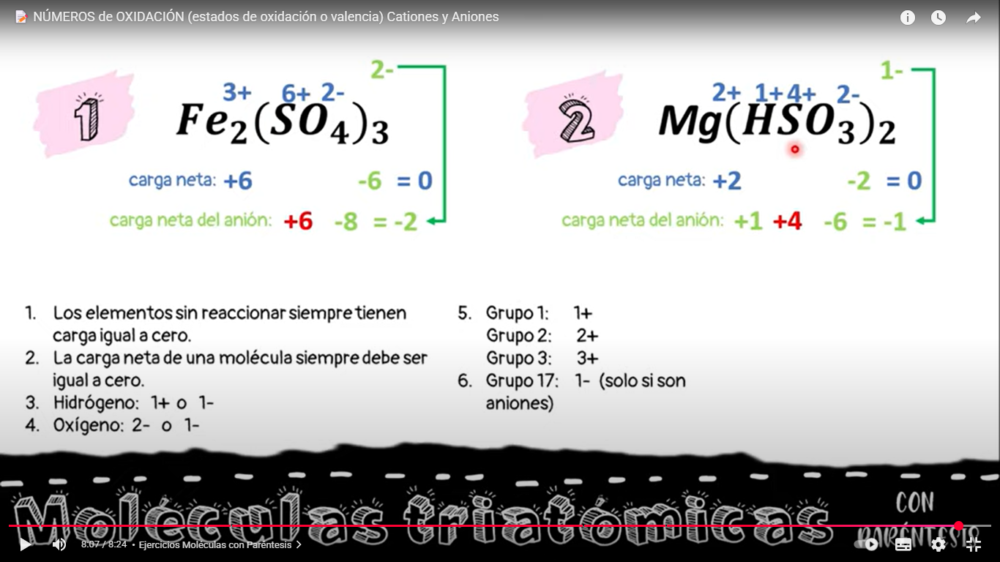 NÚMEROS de OXIDACIÓN (estados de oxidación o valencia) Cationes y Aniones
1
2-
3+ 6+ 2-
Fe2(SO4)3
carga neta: +6 -6 = 0
carga neta del anión: +6 -8 = -2
2
1-
2+ 1+ 4+ 2-
Mg(HSO3)2
carga neta: +2 -2 = 0
carga neta del anión: +1 +4 -6 = -1
1. Los elementos sin reaccionar siempre tienen
carga igual a cero.
2. La carga neta de una molécula siempre debe ser
igual a cero.
3. Hidrógeno: 1+ o 1-
4. Oxígeno: 2- o 1-
5. Grupo 1: 1+
Grupo 2: 2+
Grupo 3: 3+
6. Grupo 17: 1- (solo si son
aniones)
Moléculas triatómicas
CON
PARÉNTESIS
8:07 / 8:24 • Ejercicios Moléculas con Paréntesis